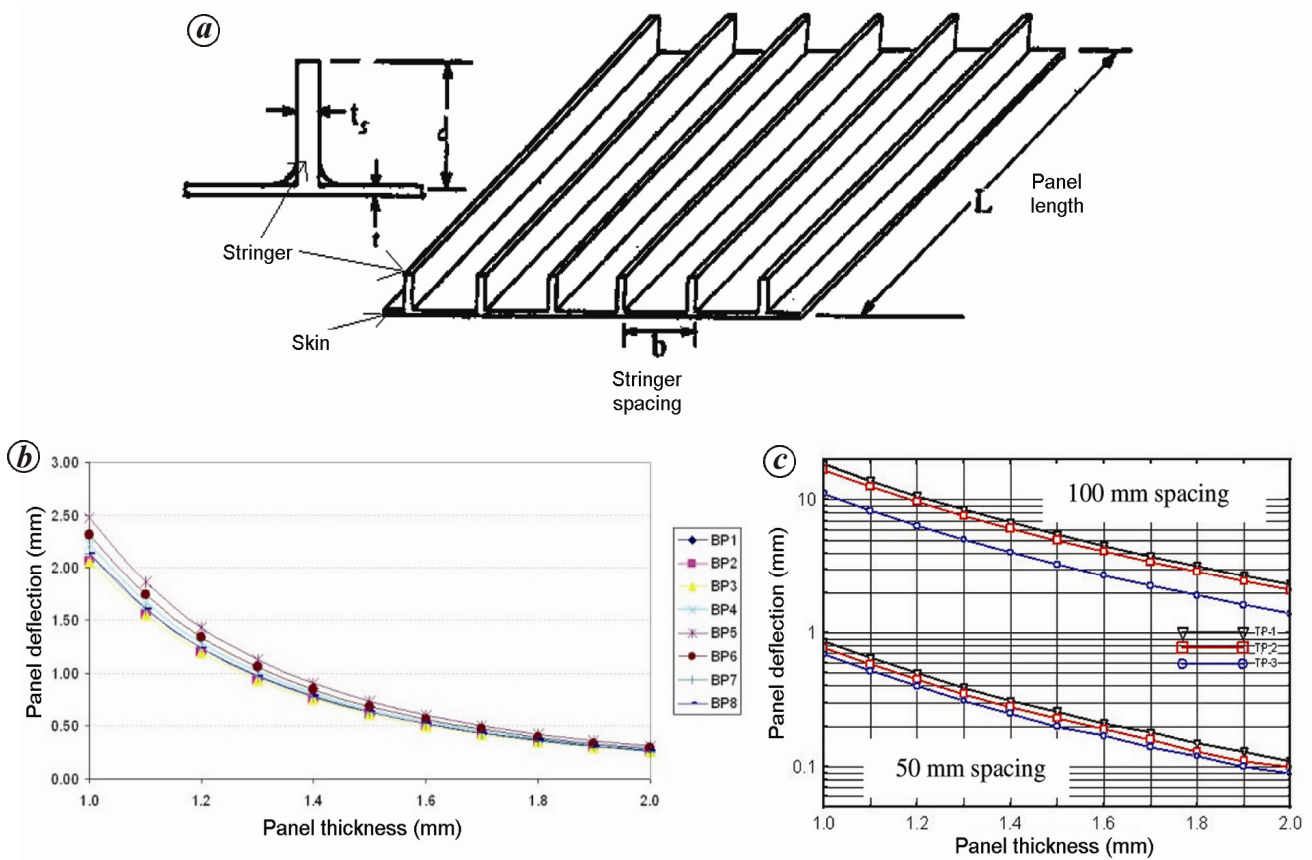 a
t_s
c
t
Stringer
Skin
b
Stringer
spacing
L
Panel
length
b
3.00
2.50
2.00
1.50
1.00
0.50
0.00
Panel deflection (mm)
1.0
1.2
1.4
1.6
1.8
2.0
Panel thickness (mm)
BP1
BP2
BP3
BP4
BP5
BP6
BP7
BP8
c
100 mm spacing
10
1
0.1
Panel deflection (mm)
TP-1
TP-2
TP-3
50 mm spacing
1.0
1.2
1.4
1.6
1.8
2.0
Panel thickness (mm)